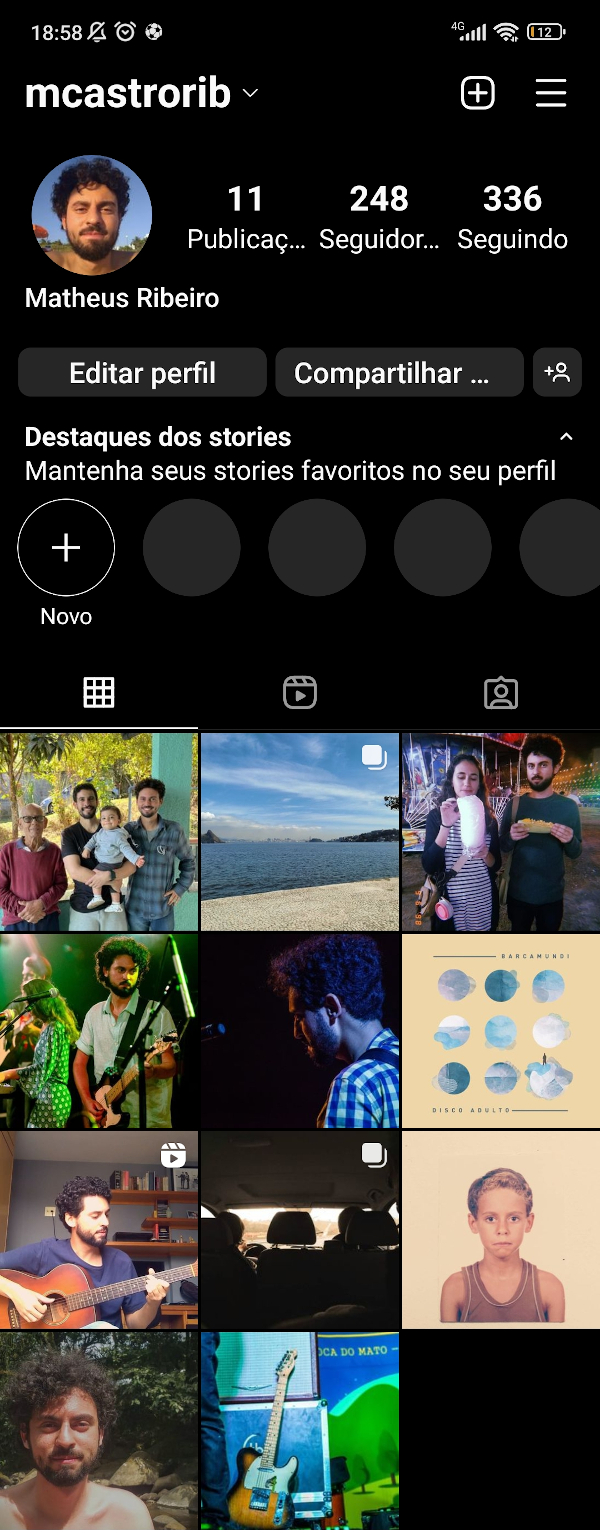 18:58
4G
12
mcastrorib
11
248
336
Publicaç...
Seguidor...
Seguindo
Matheus Ribeiro
Editar perfil
Compartilhar ...
Destaques dos stories
Mantenha seus stories favoritos no seu perfil
Novo
BARCAMUNDI
DISCO ADULTO
OCA DO MATO –